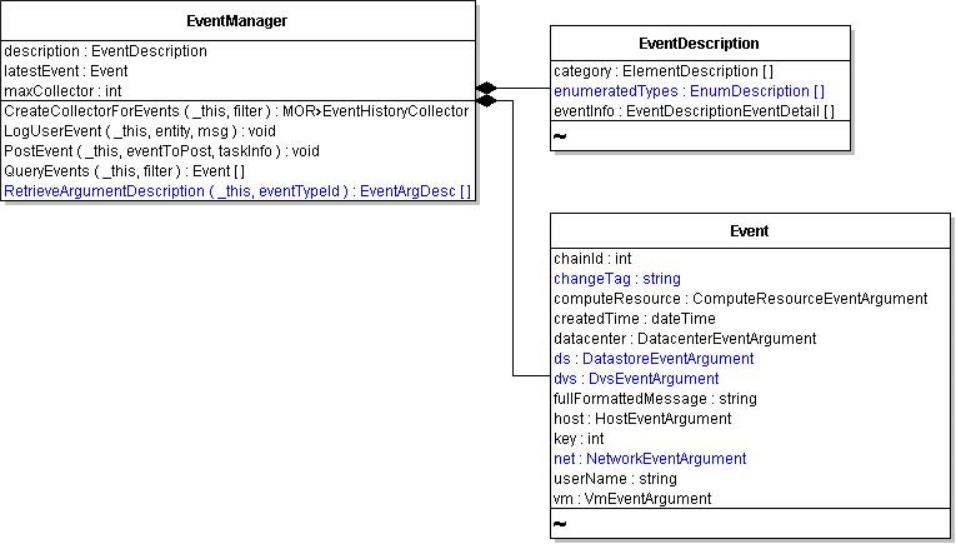 EventManager
description : EventDescription
latestEvent : Event
maxCollector : int
CreateCollectorForEvents ( _this, filter ) : MOR>EventHistoryCollector
LogUserEvent ( _this, entity, msg ) : void
PostEvent ( _this, eventToPost, taskInfo ) : void
QueryEvents ( _this, filter ) : Event [ ]
RetrieveArgumentDescription ( _this, eventTypeId ) : EventArgDesc [ ]
EventDescription
category : ElementDescription [ ]
enumeratedTypes : EnumDescription [ ]
eventInfo : EventDescriptionEventDetail [ ]
~
Event
chainId : int
changeTag : string
computeResource : ComputeResourceEventArgument
createdTime : dateTime
datacenter : DatacenterEventArgument
ds : DatastoreEventArgument
dvs : DvsEventArgument
fullFormattedMessage : string
host : HostEventArgument
key : int
net : NetworkEventArgument
userName : string
vm : VmEventArgument
~